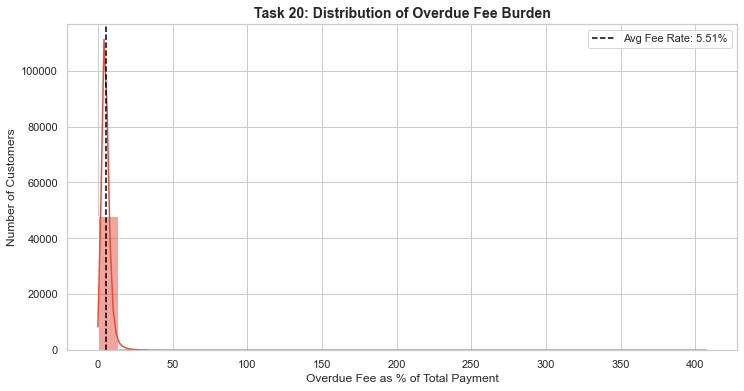 Task 20: Distribution of Overdue Fee Burden
Avg Fee Rate: 5.51%
Number of Customers
100000
80000
60000
40000
20000
0
0 50 100 150 200 250 300 350 400
Overdue Fee as % of Total Payment